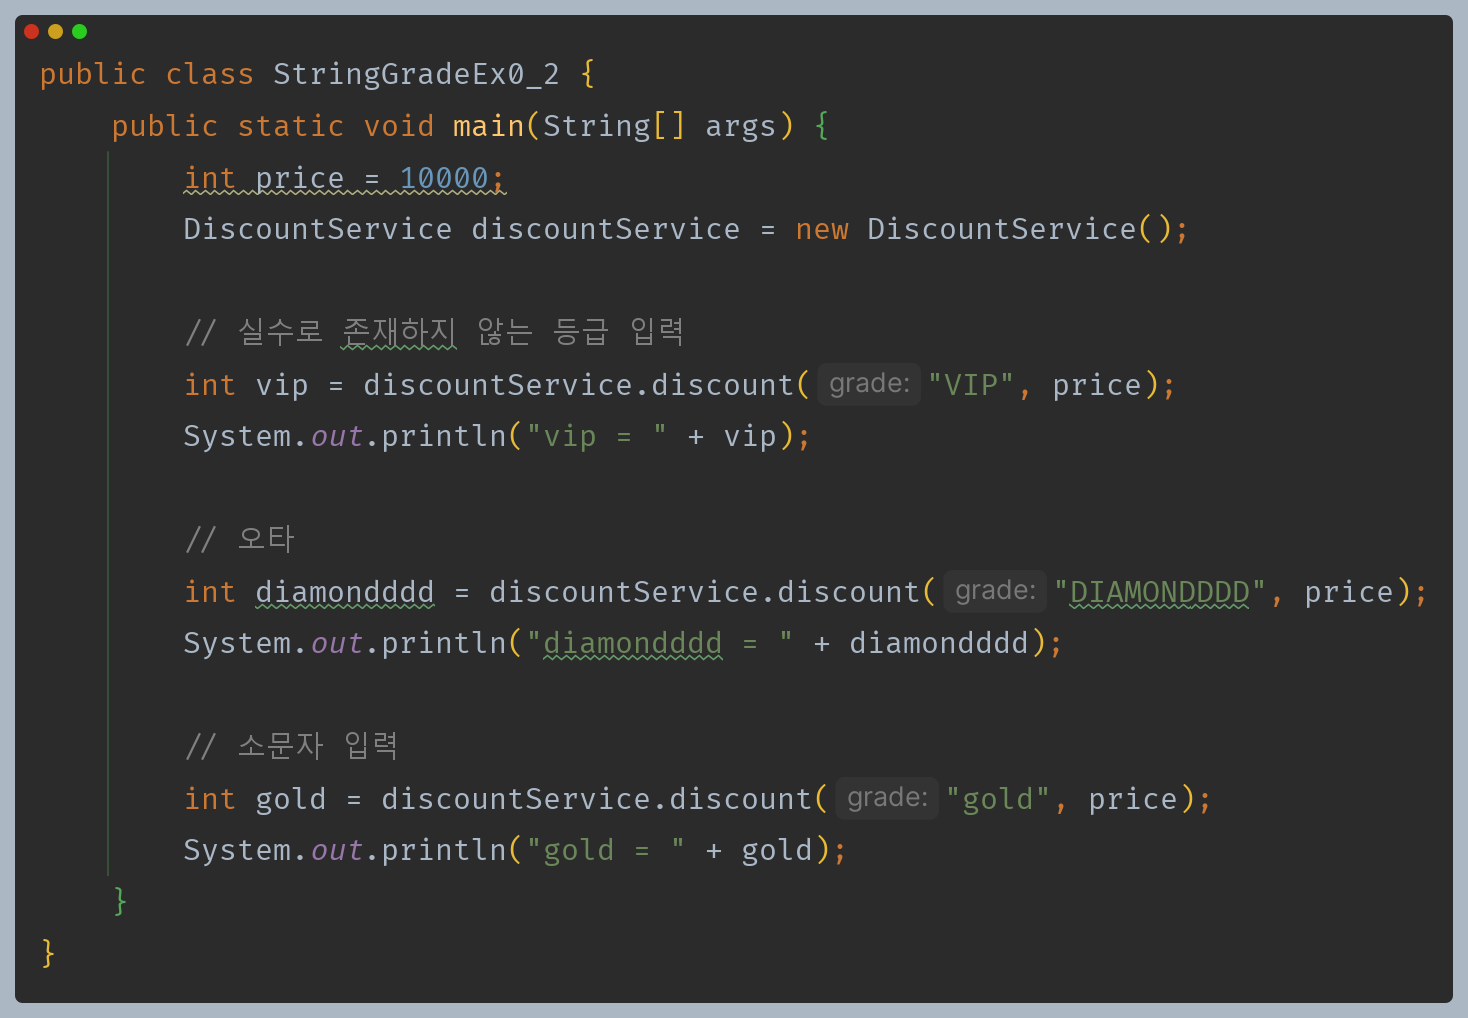 public class StringGradeEx0_2 {
    public static void main(String[] args) {
        int price = 10000;
        DiscountService discountService = new DiscountService();

        // 실수로 존재하지 않는 등급 입력
        int vip = discountService.discount( grade: "VIP", price);
        System.out.println("vip = " + vip);

        // 오타
        int diamondddd = discountService.discount( grade: "DIAMONDDDD", price);
        System.out.println("diamondddd = " + diamondddd);

        // 소문자 입력
        int gold = discountService.discount( grade: "gold", price);
        System.out.println("gold = " + gold);
    }
}